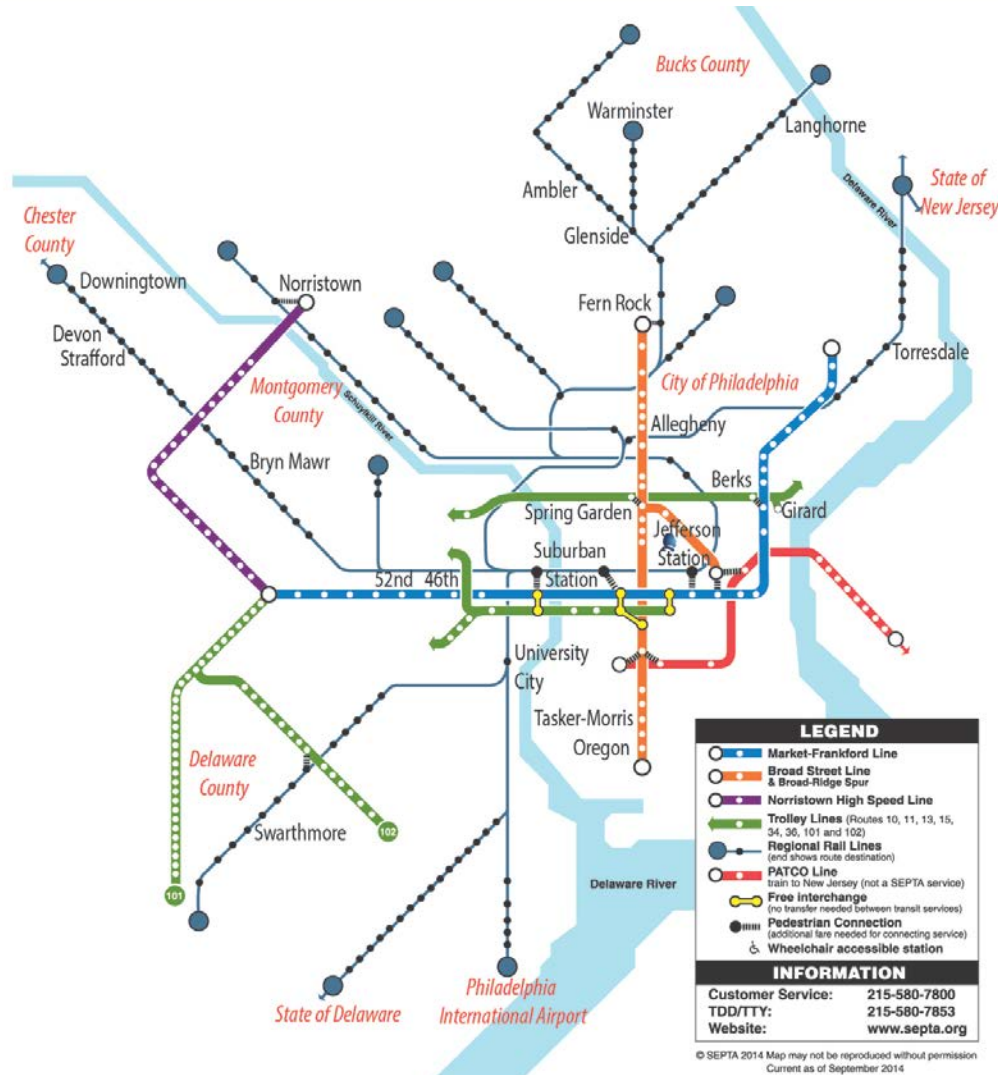 Bucks County
Warminster
Langhorne
Ambler
Delaware River
State of
New Jersey
Chester
County
Glenside
Downingtown
Norristown
Fern Rock
Devon
Strafford
Torresdale
Montgomery
County
City of Philadelphia
Schuylkill River
Allegheny
Bryn Mawr
Berks
Spring Garden
Girard
Jefferson
Station
Suburban
Station
52nd
46th
University
City
Tasker-Morris
Oregon
Delaware
County
Swarthmore
102
101
Delaware River
State of Delaware
Philadelphia
International Airport
LEGEND
Market-Frankford Line
Broad Street Line
& Broad-Ridge Spur
Norristown High Speed Line
Trolley Lines (Routes 10, 11, 13, 15,
34, 36, 101 and 102)
Regional Rail Lines
(end shows route destination)
PATCO Line
train to New Jersey (not a SEPTA service)
Free interchange
(no transfer needed between transit services)
Pedestrian Connection
(additional fare needed for connecting service)
Wheelchair accessible station
INFORMATION
Customer Service: 215-580-7800
TDD/TTY: 215-580-7853
Website: www.septa.org
© SEPTA 2014 Map may not be reproduced without permission
Current as of September 2014